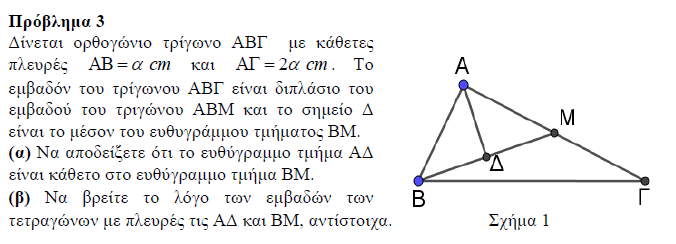 Πρόβλημα 3
Δίνεται ορθογώνιο τρίγωνο ΑΒΓ με κάθετες
πλευρές ΑΒ = α cm και ΑΓ = 2α cm. Το
εμβαδόν του τριγώνου ΑΒΓ είναι διπλάσιο του
εμβαδού του τριγώνου ΑΒΜ και το σημείο Δ
είναι το μέσον του ευθυγράμμου τμήματος ΒΜ.
(α) Να αποδείξετε ότι το ευθύγραμμο τμήμα ΑΔ
είναι κάθετο στο ευθύγραμμο τμήμα ΒΜ.
(β) Να βρείτε το λόγο των εμβαδών των
τετραγώνων με πλευρές τις ΑΔ και ΒΜ, αντίστοιχα.
Α
Μ
Δ
Β
Γ
Σχήμα 1